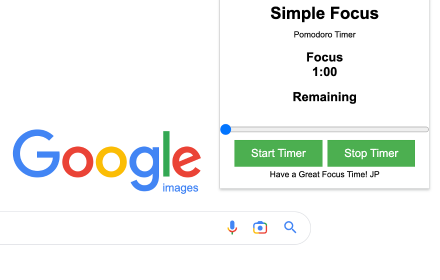 Simple Focus
Pomodoro Timer
Focus
1:00
Remaining
Start Timer
Stop Timer
Have a Great Focus Time! JP
Google
images